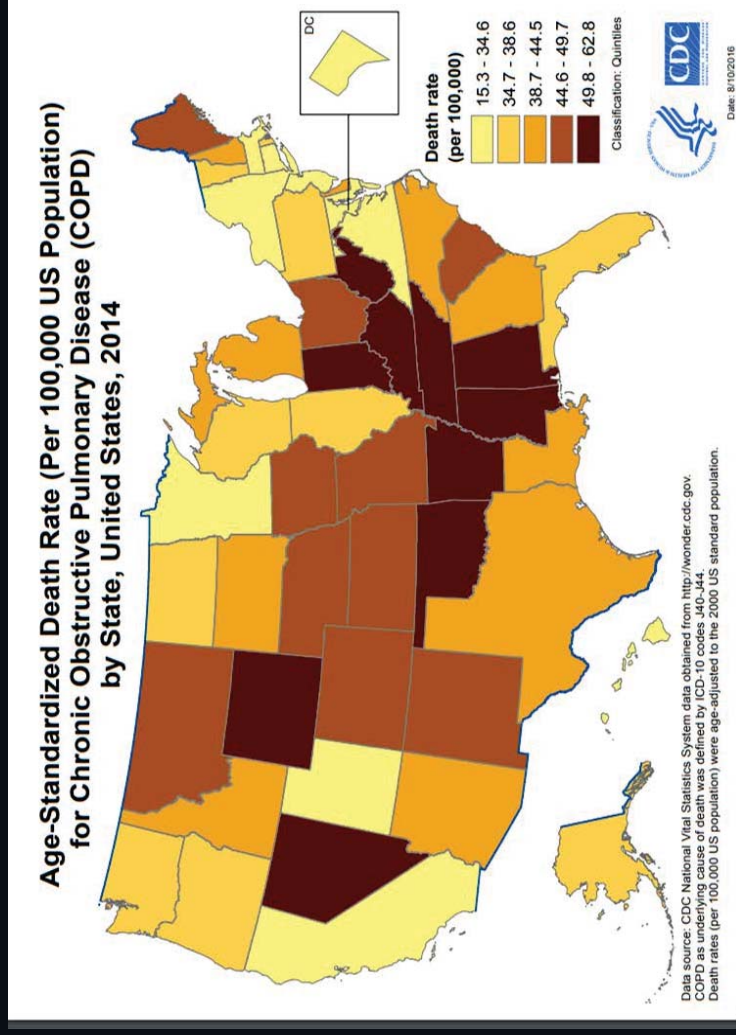 Age-Standardized Death Rate (Per 100,000 US Population)
for Chronic Obstructive Pulmonary Disease (COPD)
by State, United States, 2014
DC
Death rate
(per 100,000)
15.3 - 34.6
34.7 - 38.6
38.7 - 44.5
44.6 - 49.7
49.8 - 62.8
Classification: Quintiles
CDC
Date: 8/10/2016
Data source: CDC National Vital Statistics System data obtained from http://wonder.cdc.gov.
COPD as underlying cause of death was defined by ICD-10 codes J40-J44.
Death rates (per 100,000 US population) were age-adjusted to the 2000 US standard population.